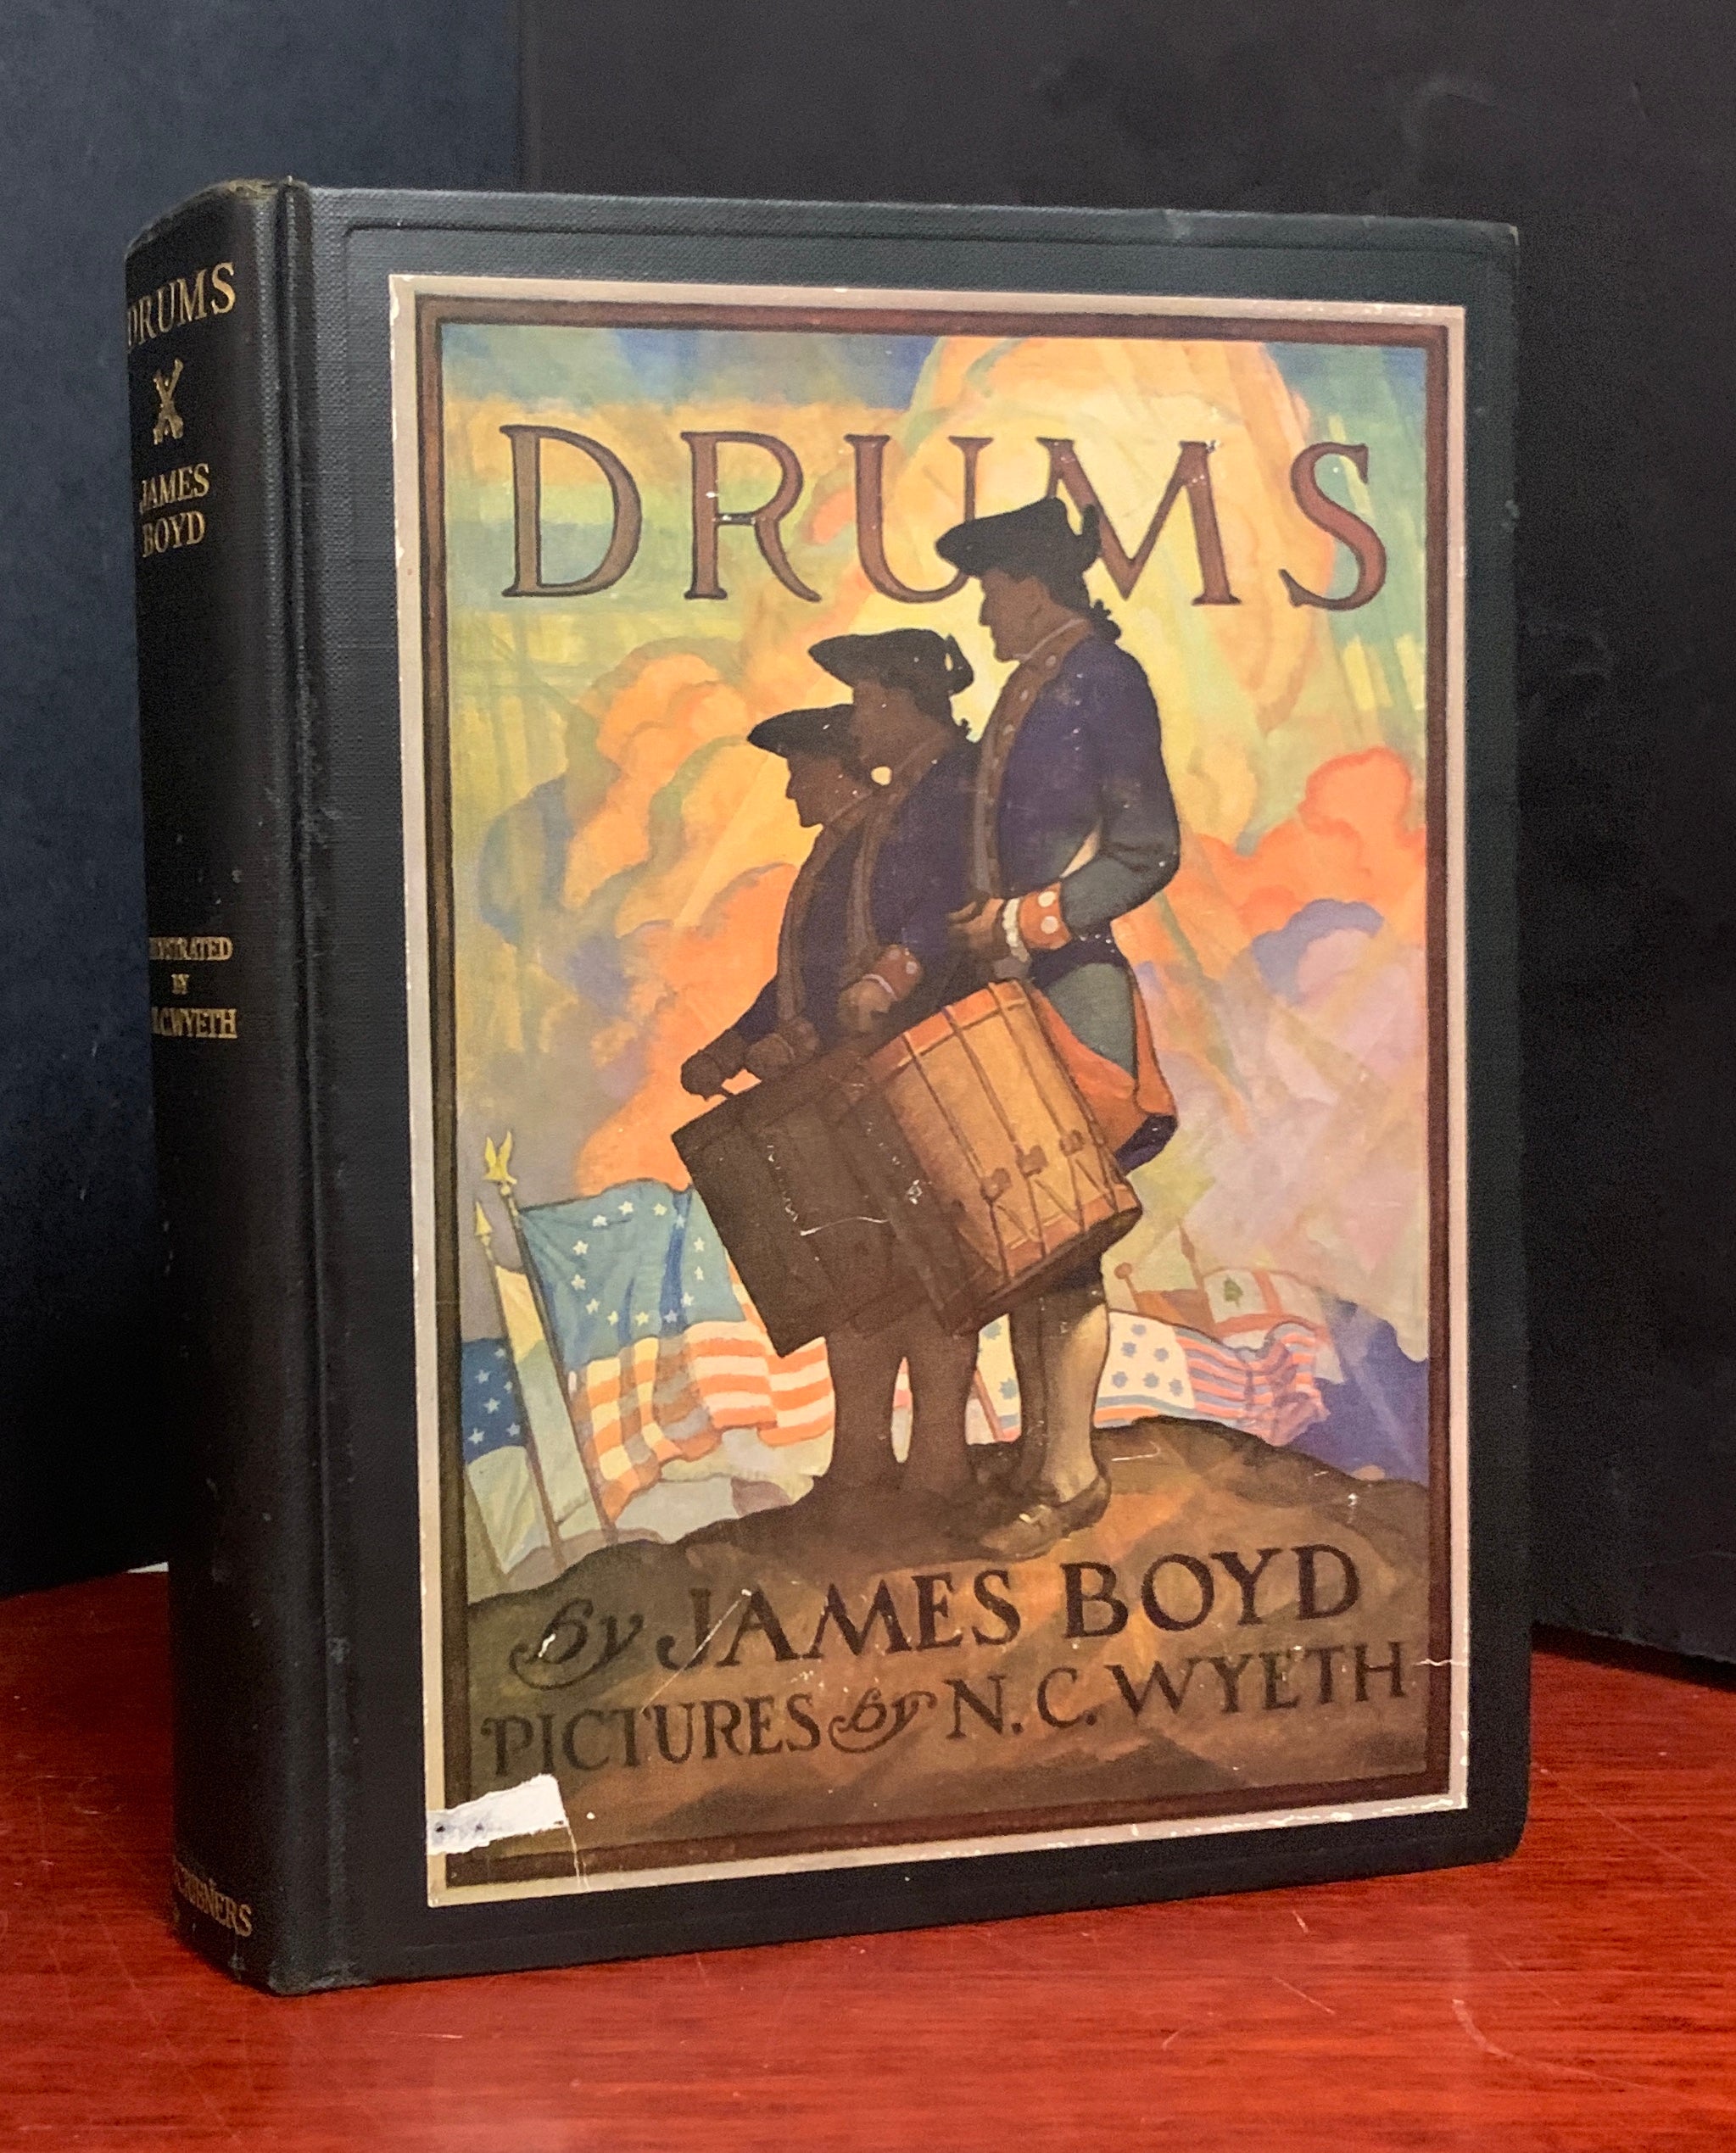 DRUMS
JAMES
BOYD
ILLUSTRATED
BY
N.C.WYETH
SCRIBNERS
DRUMS
by JAMES BOYD
PICTURES by N. C. WYETH